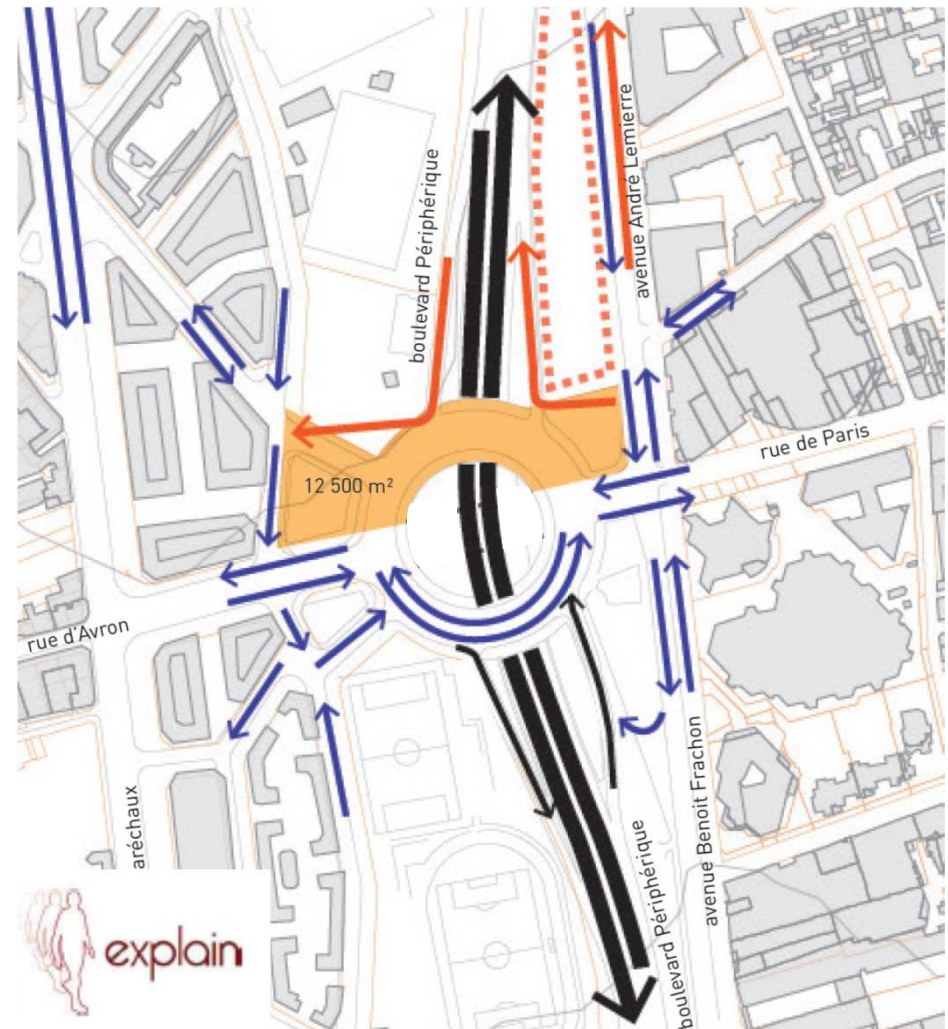 boulevard Périphérique
avenue André Lemierre
rue de Paris
12 500 m²
rue d'Avron
aréchaux
boulevard Périphérique
avenue Benoit Frachon
explain